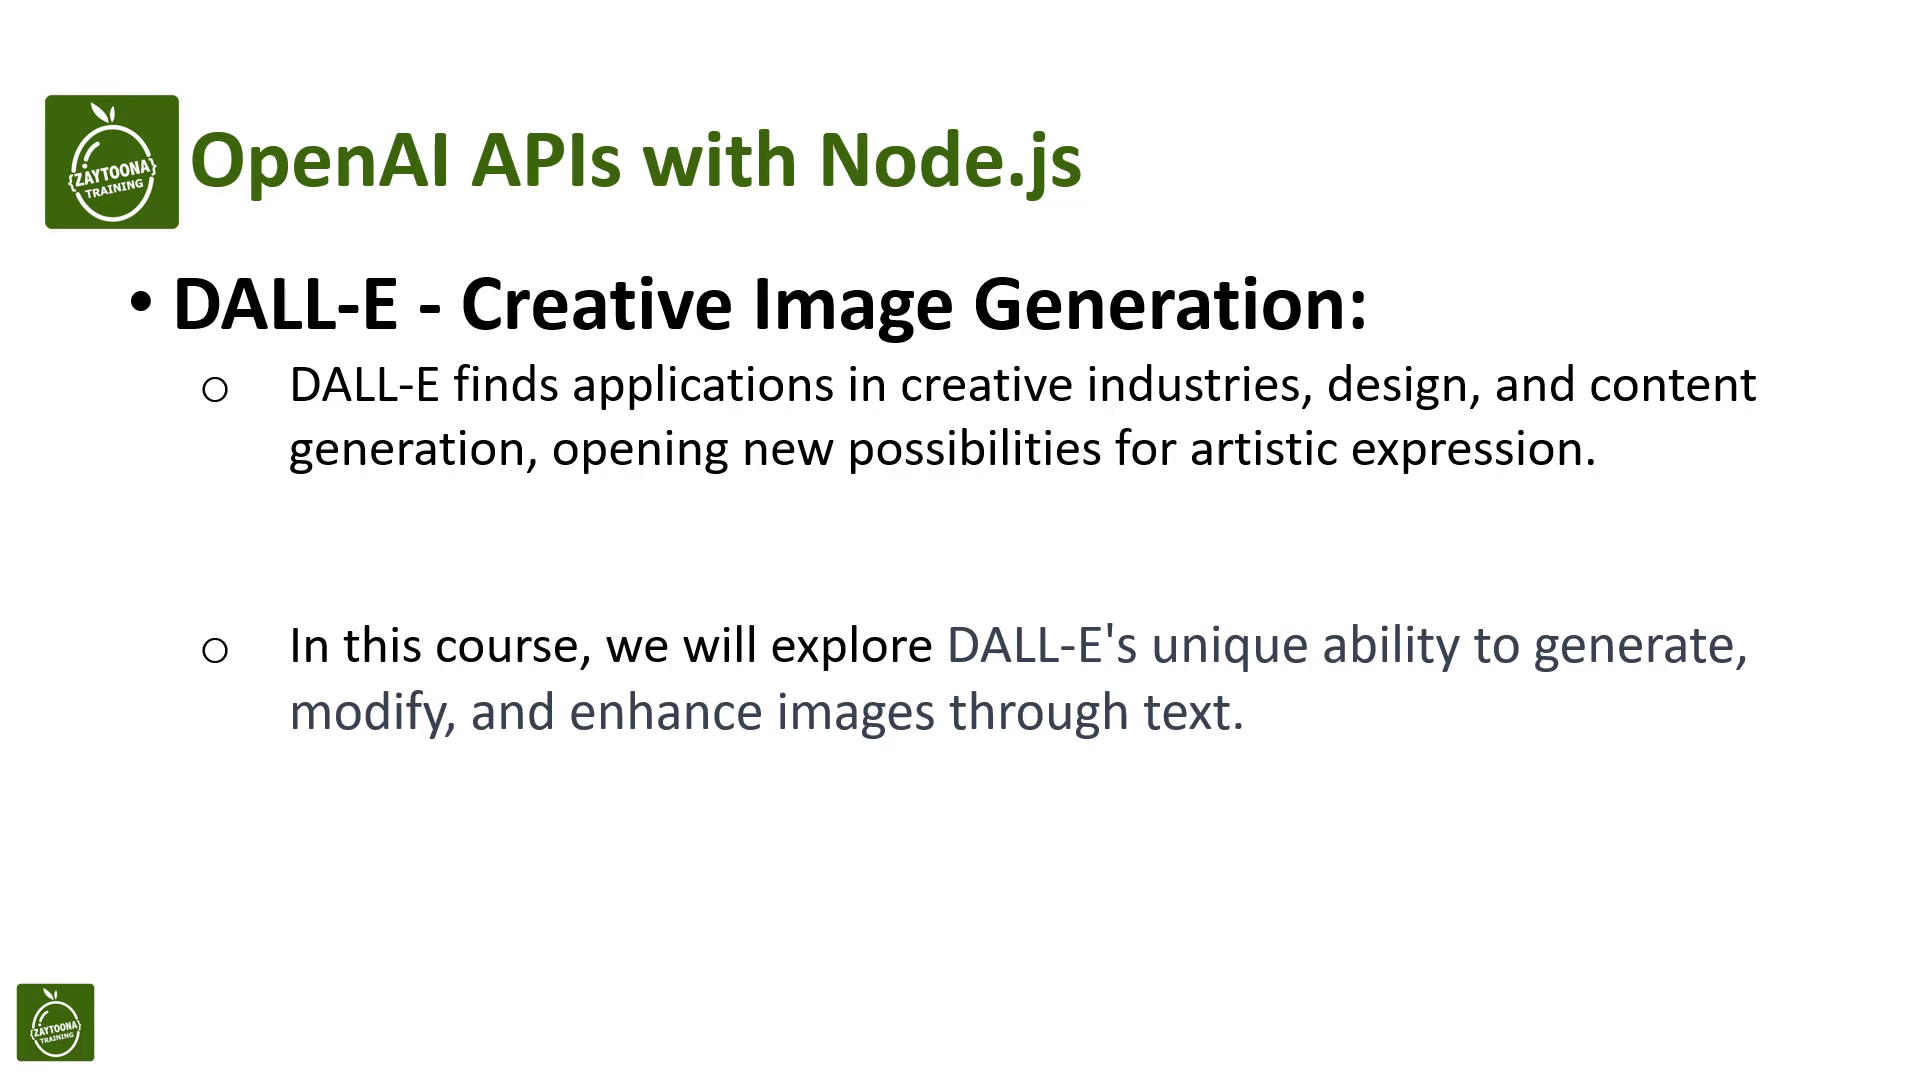 {ZAYTOONA}
TRAINING
OpenAI APIs with Node.js
• DALL-E - Creative Image Generation:
o DALL-E finds applications in creative industries, design, and content
generation, opening new possibilities for artistic expression.
o In this course, we will explore DALL-E's unique ability to generate,
modify, and enhance images through text.
{ZAYTOONA}
TRAINING